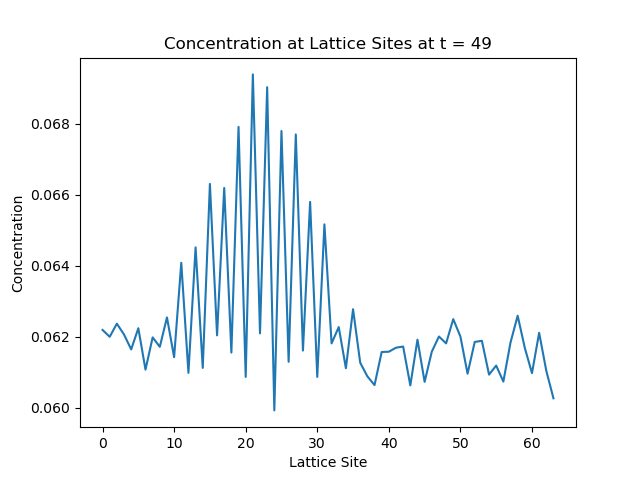 Concentration at Lattice Sites at t = 49
Concentration
0.068
0.066
0.064
0.062
0.060
0 10 20 30 40 50 60
Lattice Site